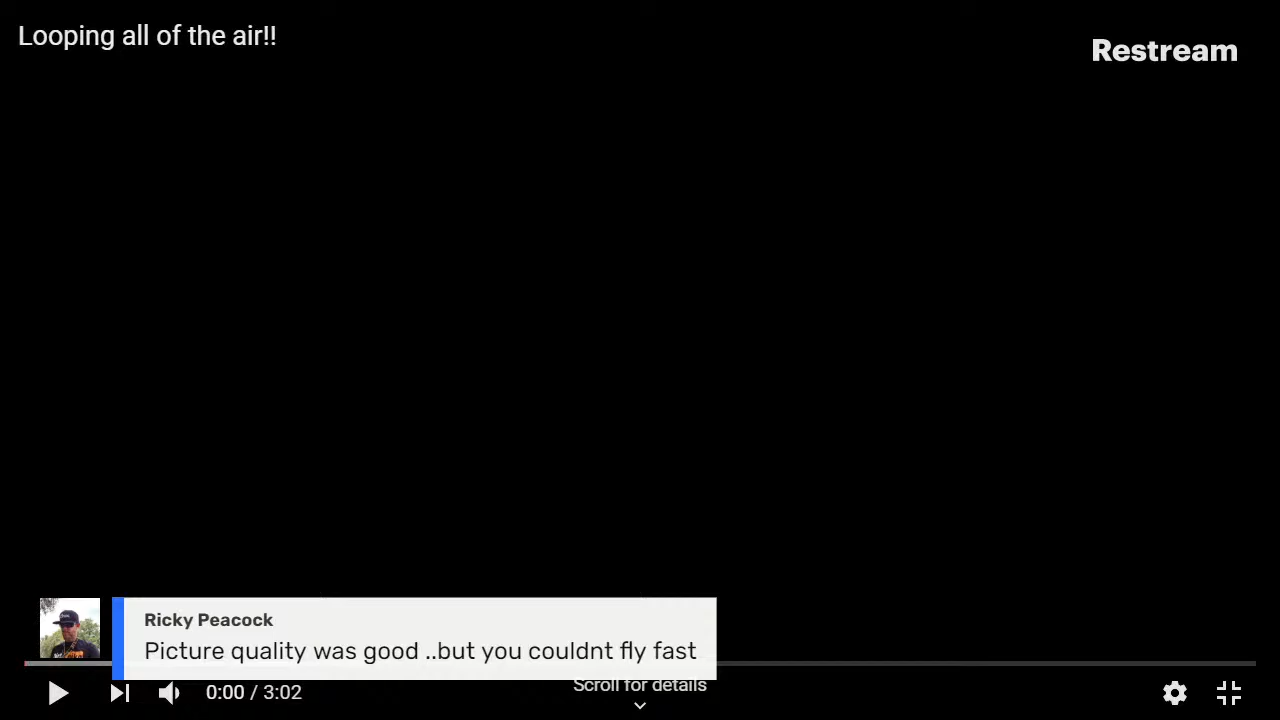 Looping all of the air!!
Restream
Ricky Peacock
Picture quality was good ..but you couldnt fly fast
Scroll for details
0:00 / 3:02